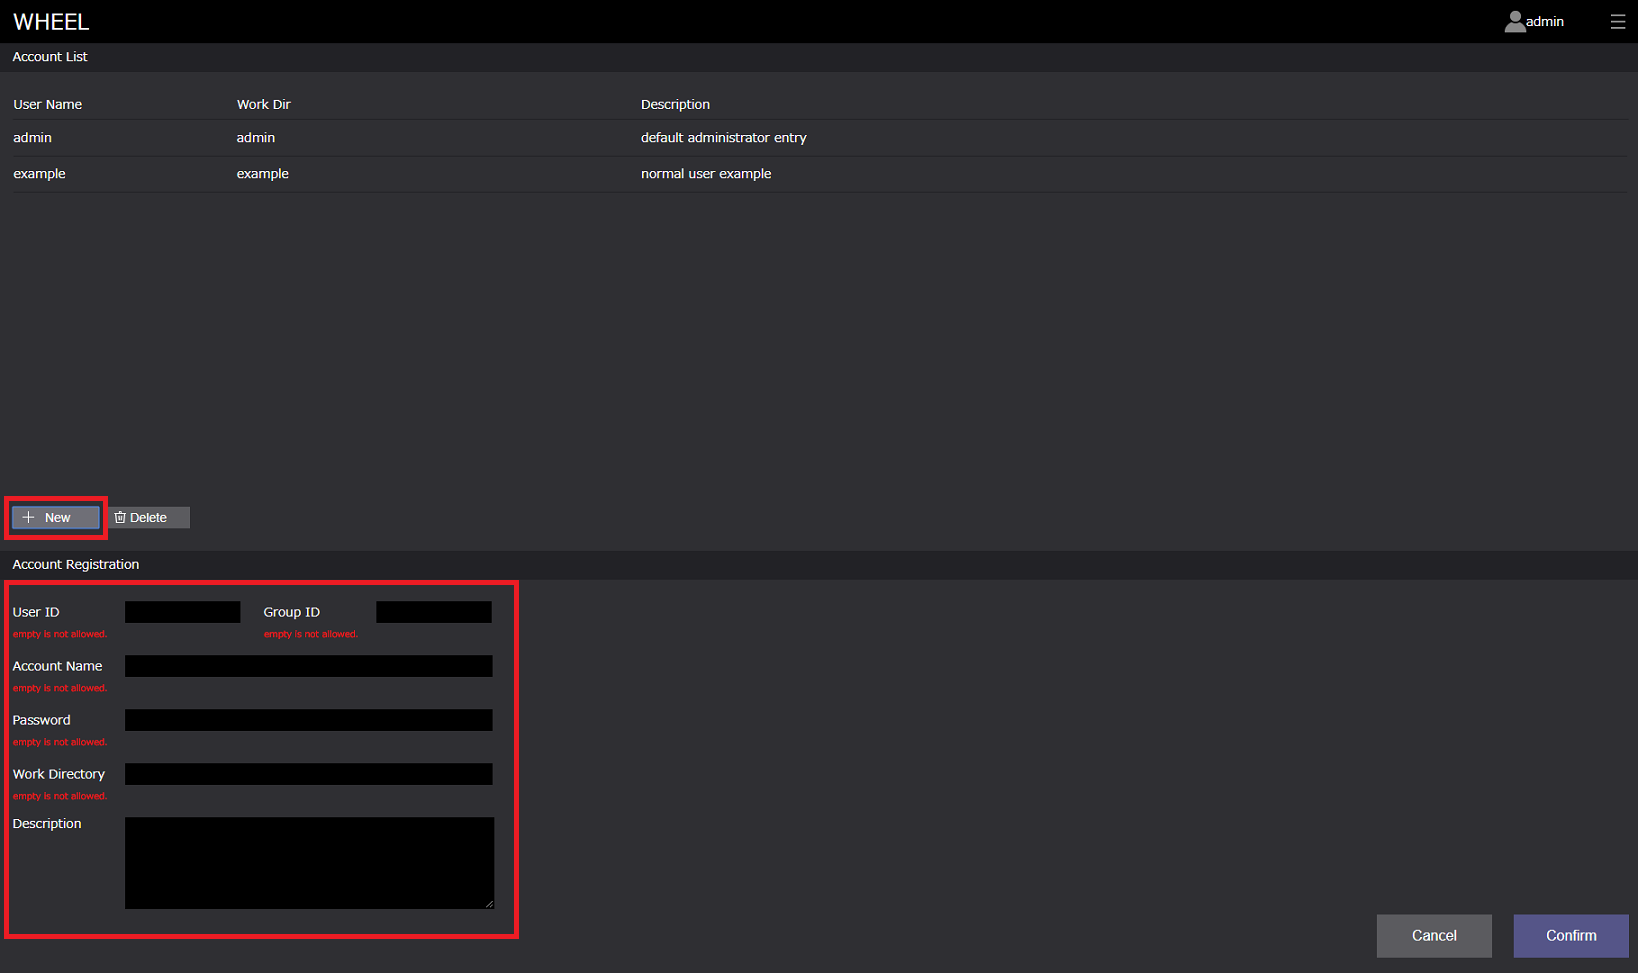 WHEEL
admin
Account List
User Name Work Dir Description
admin admin default administrator entry
example example normal user example
New Delete
Account Registration
User ID Group ID
empty is not allowed. empty is not allowed.
Account Name
empty is not allowed.
Password
empty is not allowed.
Work Directory
empty is not allowed.
Description
Cancel Confirm